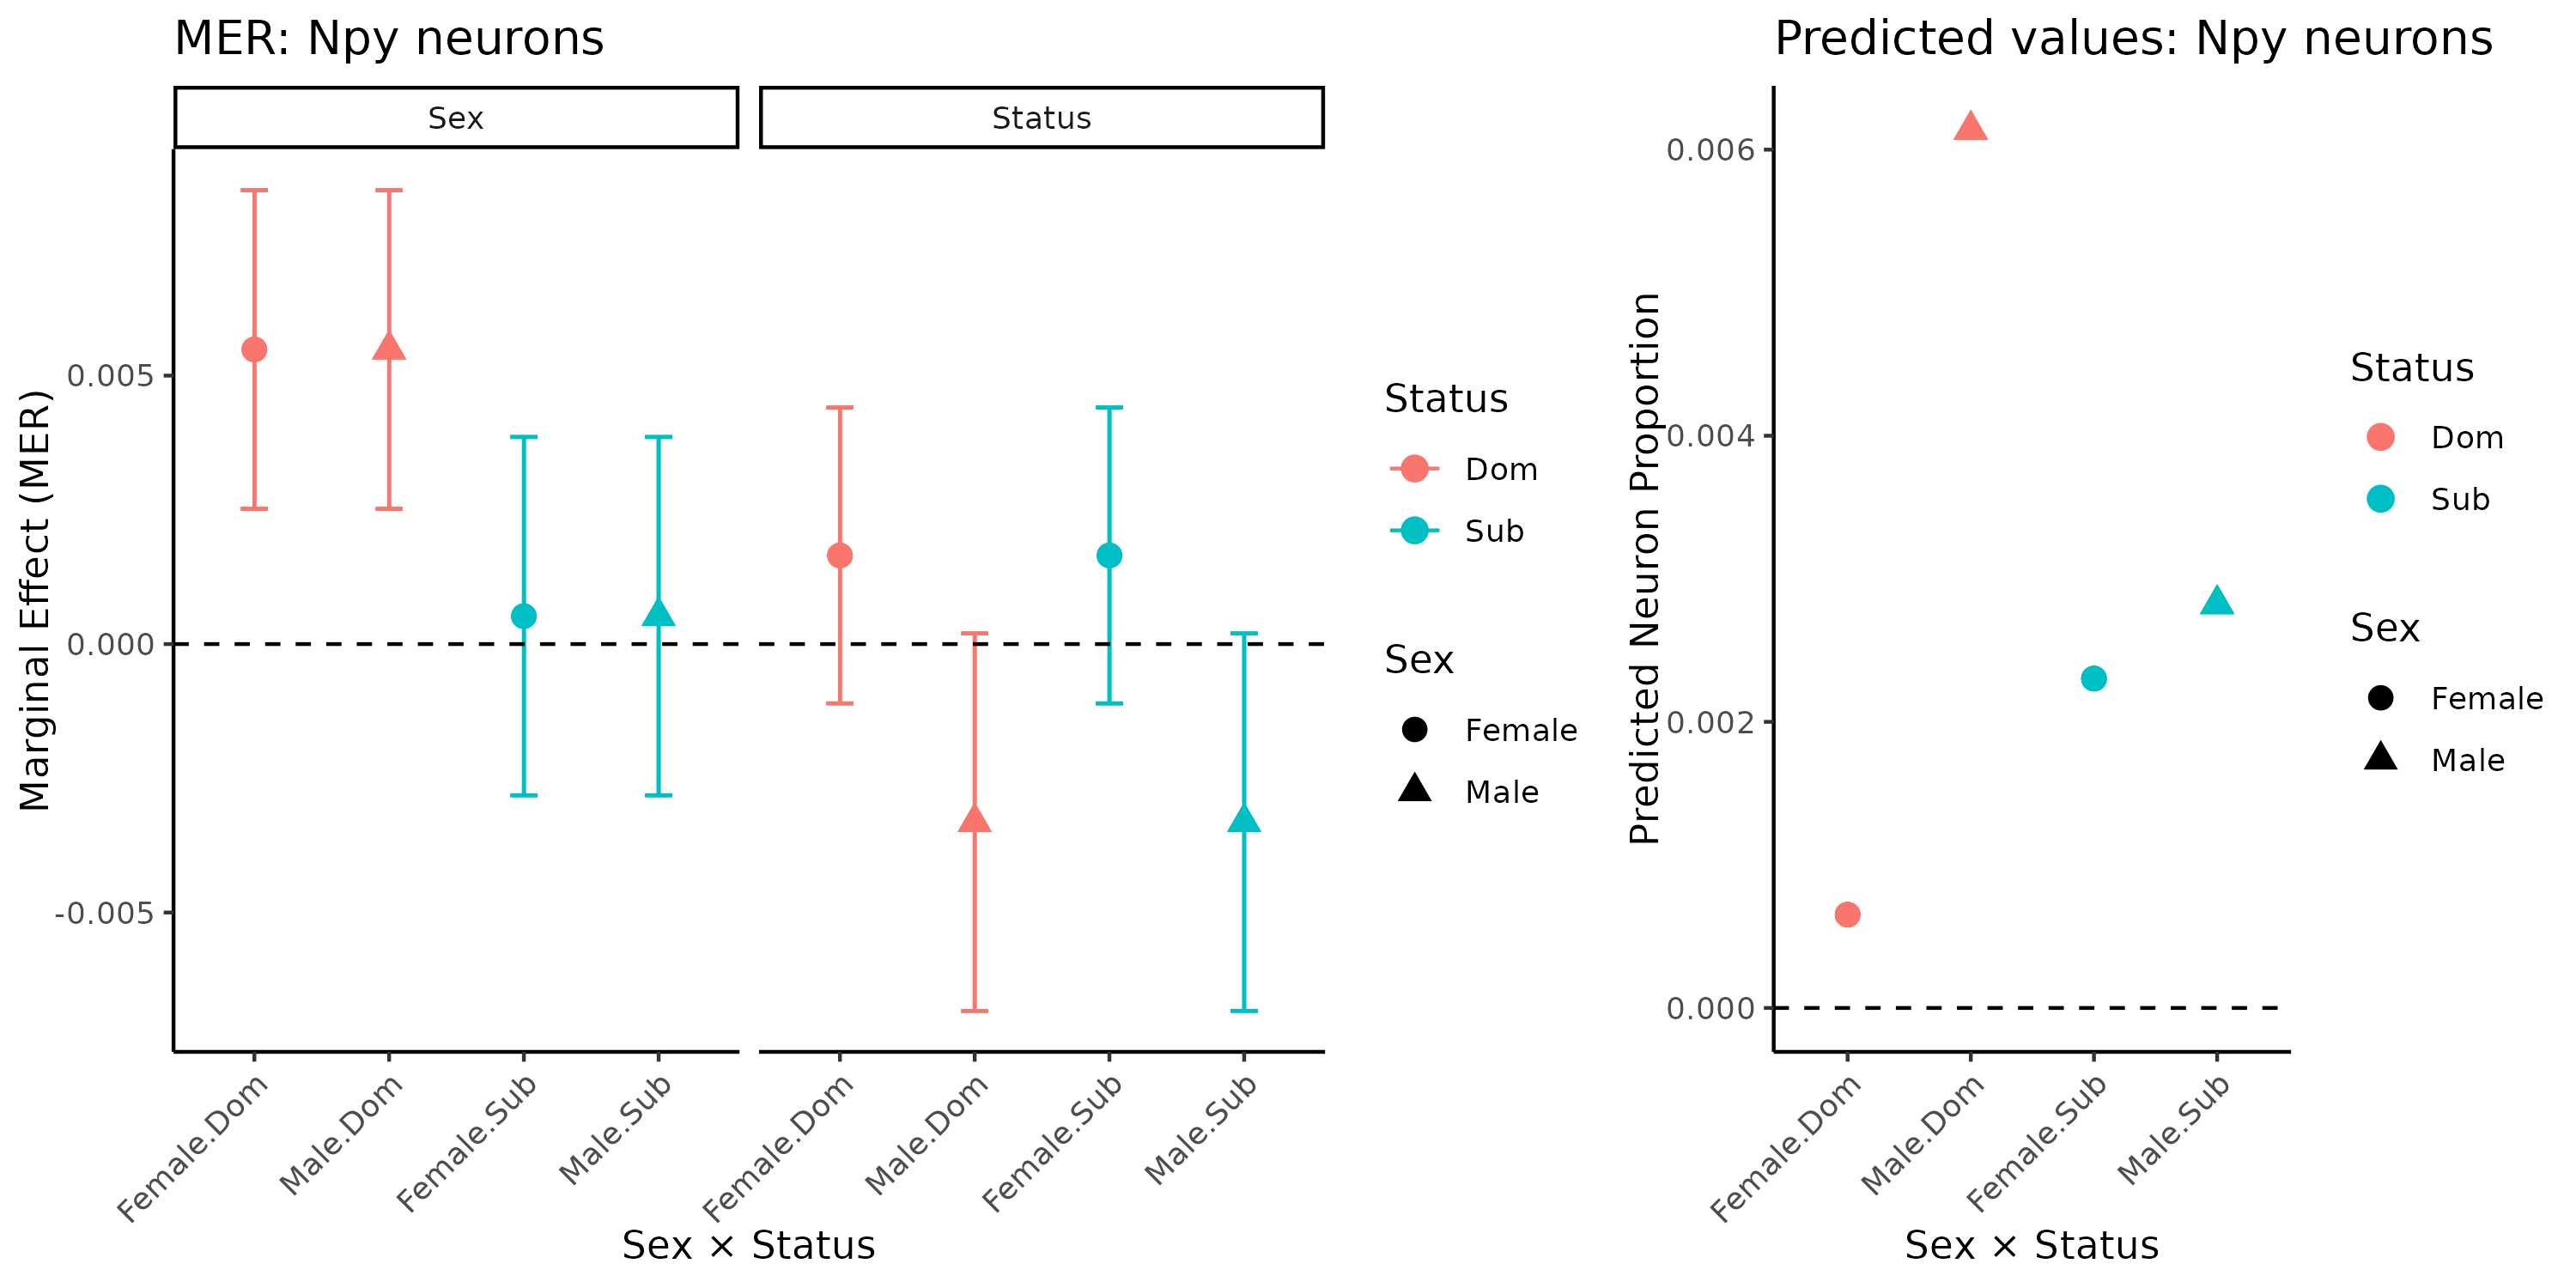 MER: Npy neurons
Sex
Status
Marginal Effect (MER)
0.005
0.000
-0.005
Female.Dom
Male.Dom
Female.Sub
Male.Sub
Female.Dom
Male.Dom
Female.Sub
Male.Sub
Sex × Status
Status
Dom
Sub
Sex
Female
Male
Predicted values: Npy neurons
Predicted Neuron Proportion
0.006
0.004
0.002
0.000
Female.Dom
Male.Dom
Female.Sub
Male.Sub
Sex × Status
Status
Dom
Sub
Sex
Female
Male